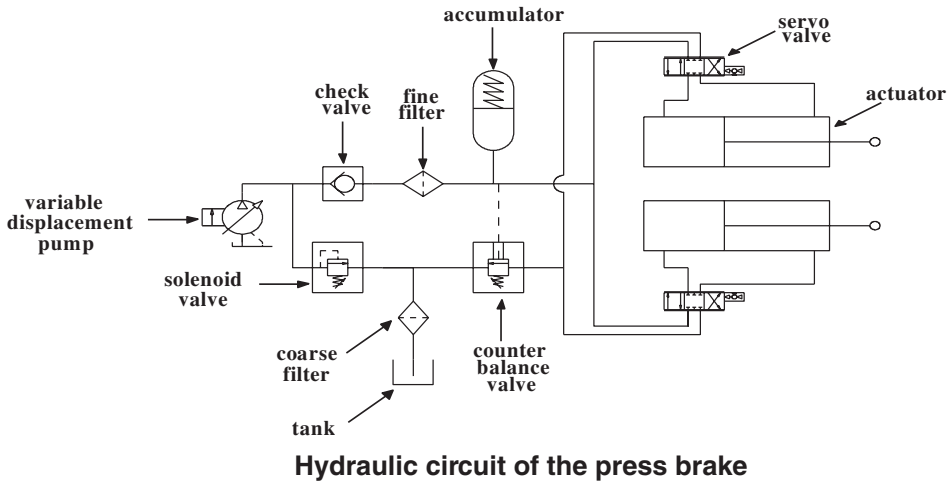 accumulator
servo
valve
check
valve
fine
filter
actuator
variable
displacement
pump
solenoid
valve
coarse
filter
counter
balance
valve
tank
Hydraulic circuit of the press brake